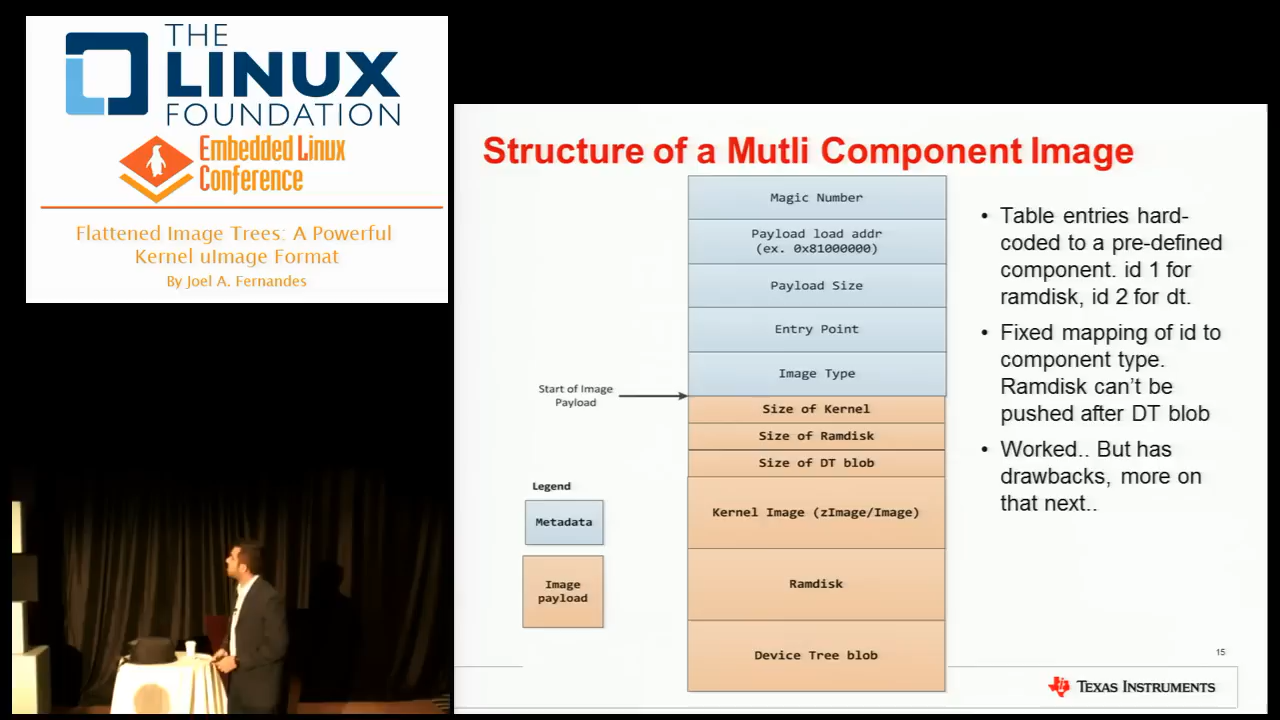 THE
LINUX
FOUNDATION
Embedded Linux
Conference
Flattened Image Trees: A Powerful
Kernel uImage Format
By Joel A. Fernandes
Structure of a Mutli Component Image
Magic Number
Payload load addr
(ex. 0x81000000)
Payload Size
Entry Point
Image Type
Start of Image
Payload
Size of Kernel
Size of Ramdisk
Size of DT blob
Kernel Image (zImage/Image)
Ramdisk
Device Tree blob
Legend
Metadata
Image
payload
• Table entries hard-
coded to a pre-defined
component. id 1 for
ramdisk, id 2 for dt.
• Fixed mapping of id to
component type.
Ramdisk can't be
pushed after DT blob
• Worked.. But has
drawbacks, more on
that next..
15
TEXAS INSTRUMENTS